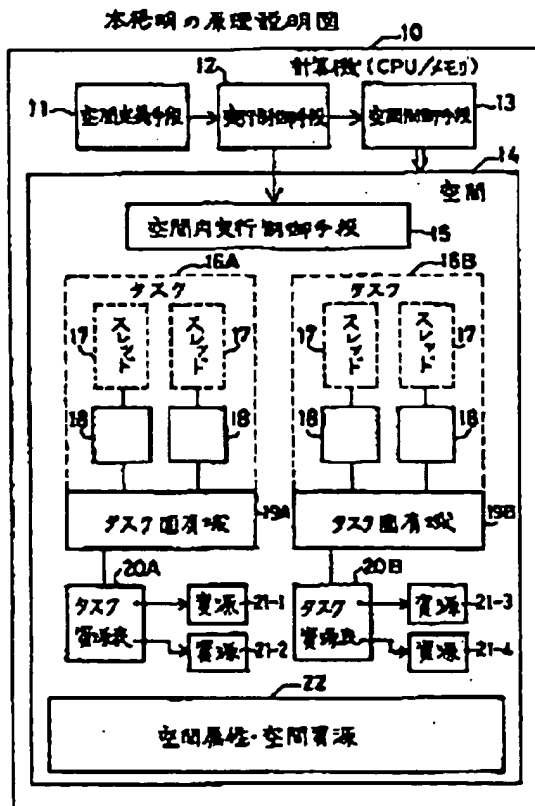 本発明の原理説明図
10
計算機(CPU/メモリ)
11
空間定義手段
12
実行制御手段
13
空間制御手段
14
空間
空間内実行制御手段
15
16A
タスク
17
スレッド
スレッド
17
18
18
タスク固有域
19A
20A
タスク
資源表
資源
21-1
資源
21-2
16B
タスク
17
スレッド
スレッド
17
18
18
タスク固有域
19B
20B
タスク
資源表
資源
21-3
資源
21-4
22
空間属性・空間資源